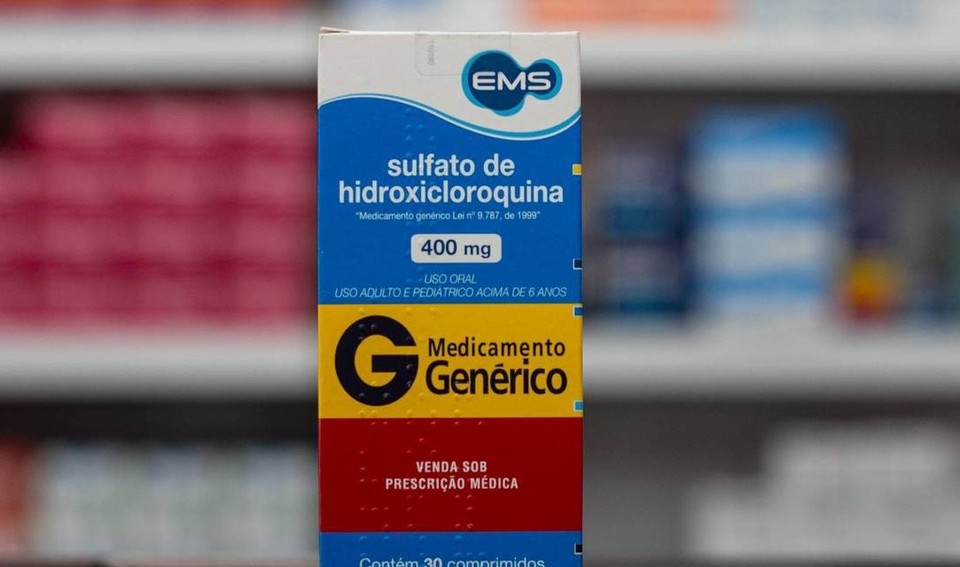 EMS
sulfato de
hidroxicloroquina
"Medicamento genérico Lei nº 9.787, de 1999"
400 mg
USO ORAL
USO ADULTO E PEDIÁTRICO ACIMA DE 6 ANOS
G Medicamento
Genérico
VENDA SOB
PRESCRIÇÃO MÉDICA
Contém 30 comprimidos